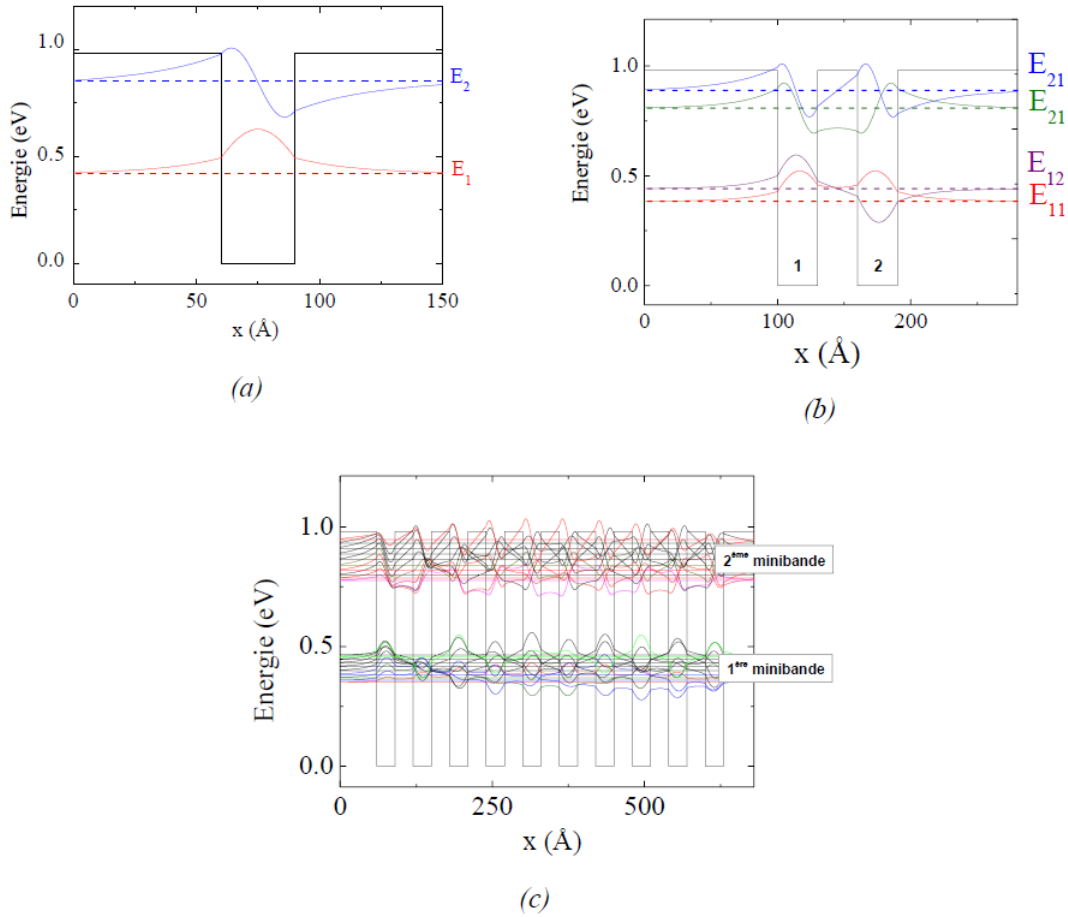 1.0
0.5
0.0
Energie (eV)
E2
E1
0
50
100
150
x (Å)
(a)
1.0
0.5
0.0
Energie (eV)
E21
E21
E12
E11
1
2
0
100
200
x (Å)
(b)
1.0
0.5
0.0
Energie (eV)
2ème minibande
1ère minibande
0
250
500
x (Å)
(c)